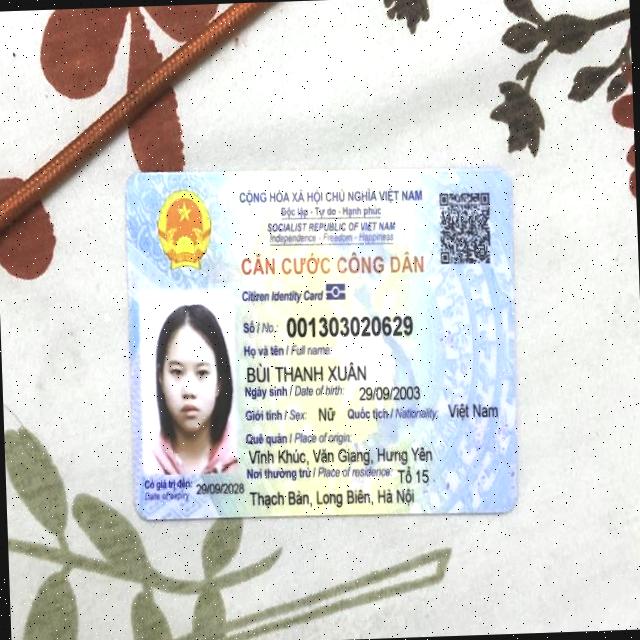 CỘNG HÒA XÃ HỘI CHỦ NGHĨA VIỆT NAM
Độc lập - Tự do - Hạnh phúc
SOCIALIST REPUBLIC OF VIET NAM
Independence - Freedom - Happiness
CĂN CƯỚC CÔNG DÂN
Citizen Identity Card
Số / No.: 001303020629
Họ và tên / Full name:
BÙI THANH XUÂN
Ngày sinh / Date of birth: 29/09/2003
Giới tính / Sex: Nữ Quốc tịch / Nationality: Việt Nam
Quê quán / Place of origin:
Vĩnh Khúc, Văn Giang, Hưng Yên
Nơi thường trú / Place of residence: Tổ 15
Thạch Bàn, Long Biên, Hà Nội
Có giá trị đến: 29/09/2028
Date of expiry